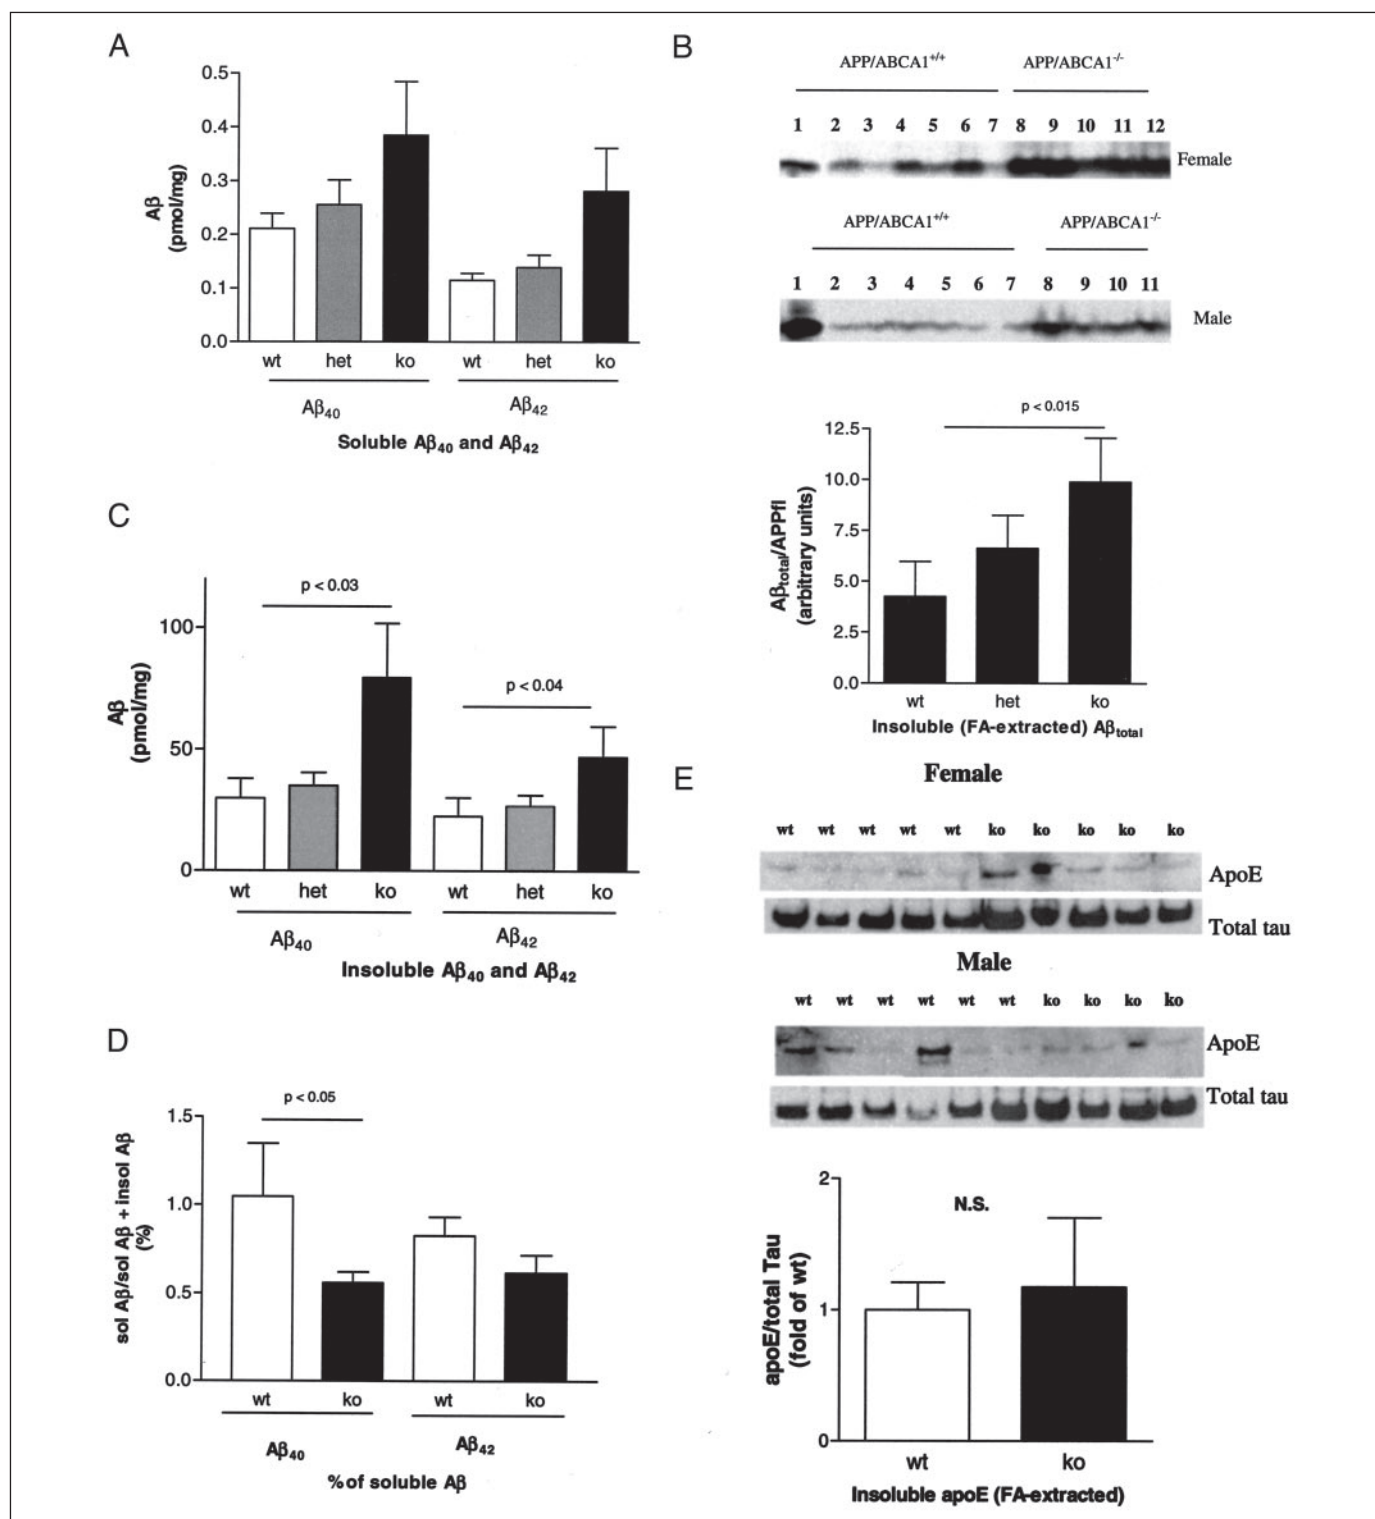 A
0.5
0.4
0.3
0.2
0.1
0.0
Aβ
(pmol/mg)
wt het ko wt ko
Aβ40 Aβ42
Soluble Aβ40 and Aβ42
B
APP/ABCA1+/+ APP/ABCA1-/-
1 2 3 4 5 6 7 8 9 10 11 12
Female
APP/ABCA1+/+ APP/ABCA1-/-
1 2 3 4 5 6 7 8 9 10 11
Male
p < 0.015
12.5
10.0
7.5
5.0
2.5
0.0
Aβtotal/APPfl
(arbitrary units)
wt het ko
Insoluble (FA-extracted) Aβtotal
C
p < 0.03
p < 0.04
100
50
0
Aβ
(pmol/mg)
wt het ko wt het ko
Aβ40 Aβ42
Insoluble Aβ40 and Aβ42
D
p < 0.05
1.5
1.0
0.5
0.0
sol Aβ/sol Aβ + insol Aβ
(%)
wt ko wt ko
Aβ40 Aβ42
% of soluble Aβ
E
Female
wt wt wt wt wt ko ko ko ko ko
ApoE
Total tau
Male
wt wt wt wt wt wt ko ko ko ko
ApoE
Total tau
2
1
0
N.S.
apoE/total Tau
(fold of wt)
wt ko
Insoluble apoE (FA-extracted)